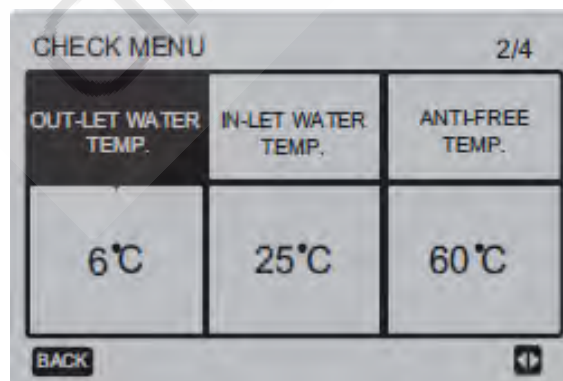 CHECK MENU 2/4
OUT-LET WATER TEMP.
IN-LET WATER TEMP.
ANTI-FREE TEMP.
6°C 25°C 60°C
BACK